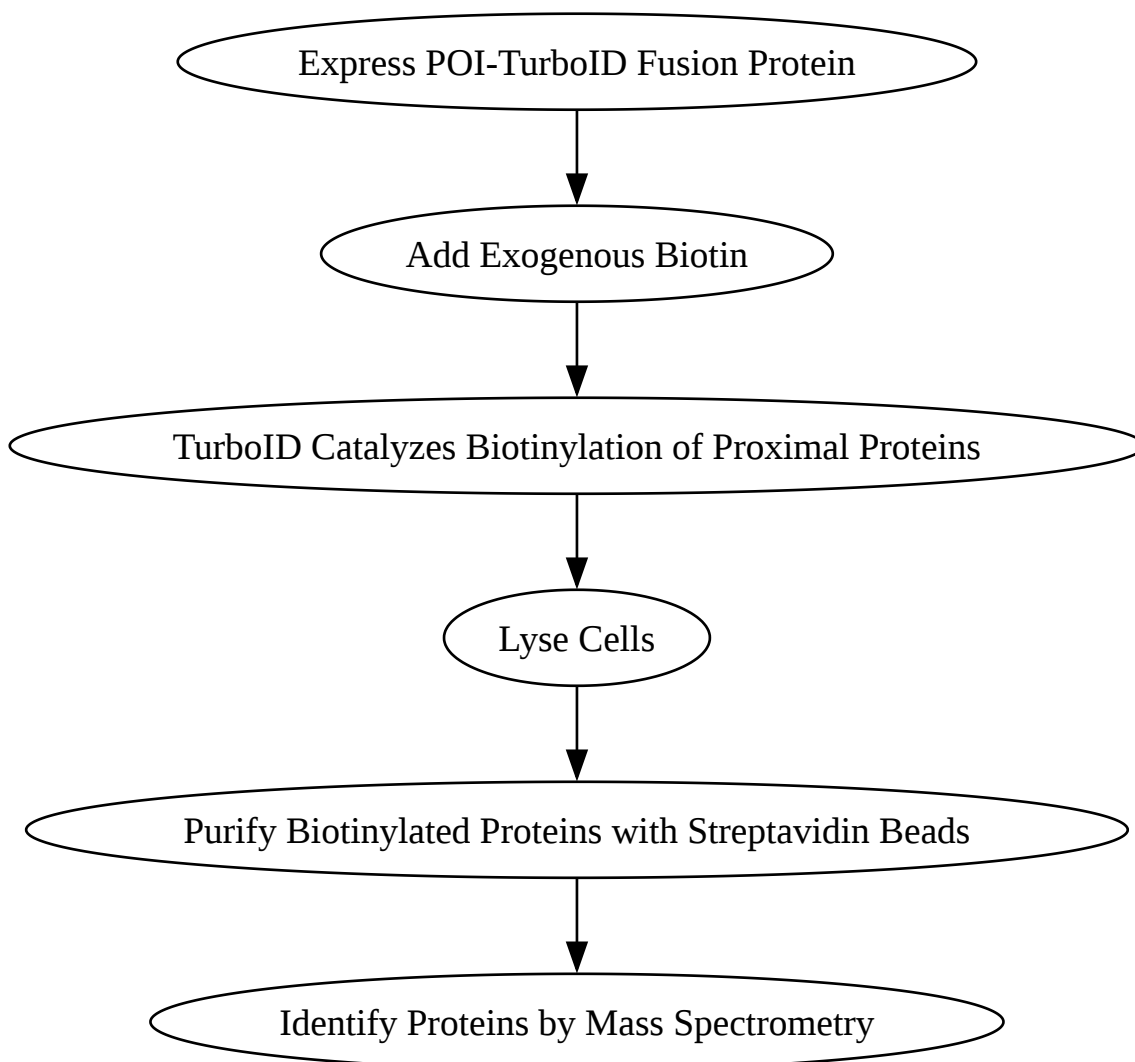 Express POI-TurboID Fusion Protein
Add Exogenous Biotin
TurboID Catalyzes Biotinylation of Proximal Proteins
Lyse Cells
Purify Biotinylated Proteins with Streptavidin Beads
Identify Proteins by Mass Spectrometry